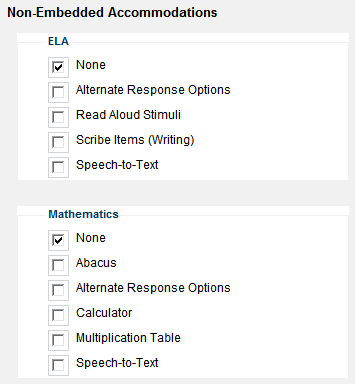 Non-Embedded Accommodations
ELA
None
Alternate Response Options
Read Aloud Stimuli
Scribe Items (Writing)
Speech-to-Text
Mathematics
None
Abacus
Alternate Response Options
Calculator
Multiplication Table
Speech-to-Text